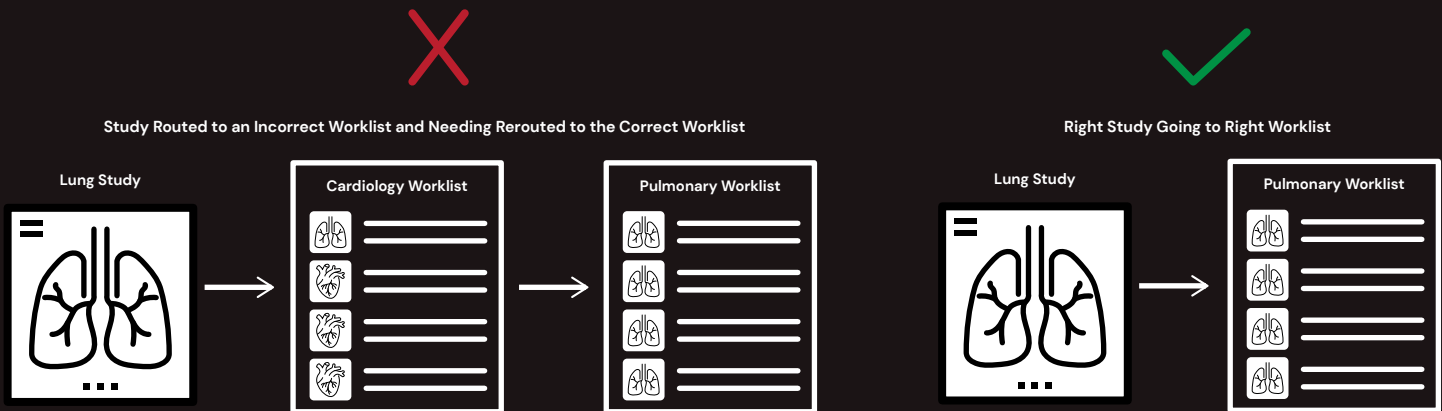 Study Routed to an Incorrect Worklist and Needing Rerouted to the Correct Worklist
Lung Study
Cardiology Worklist
Pulmonary Worklist
Right Study Going to Right Worklist
Lung Study
Pulmonary Worklist